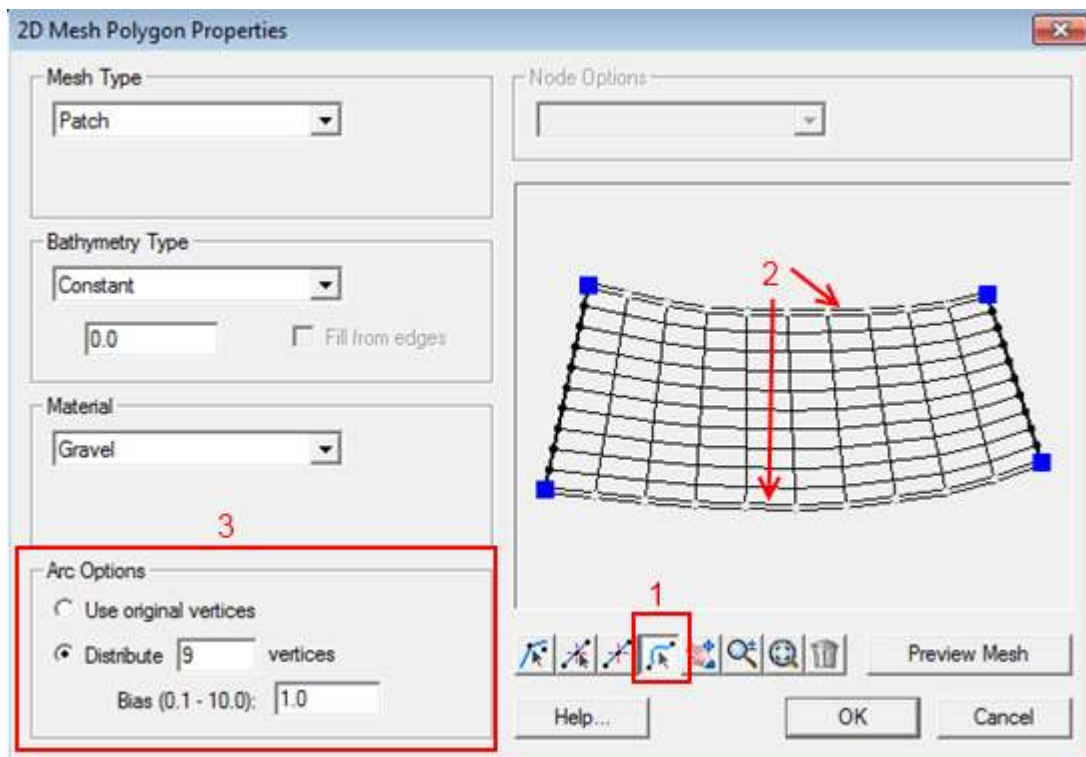 2D Mesh Polygon Properties
Mesh Type
Patch
Bathymetry Type
Constant
0.0
Fill from edges
Material
Gravel
3
Arc Options
Use original vertices
Distribute 9 vertices
Bias (0.1 - 10.0): 1.0
Node Options
2
1
Preview Mesh
Help...
OK
Cancel